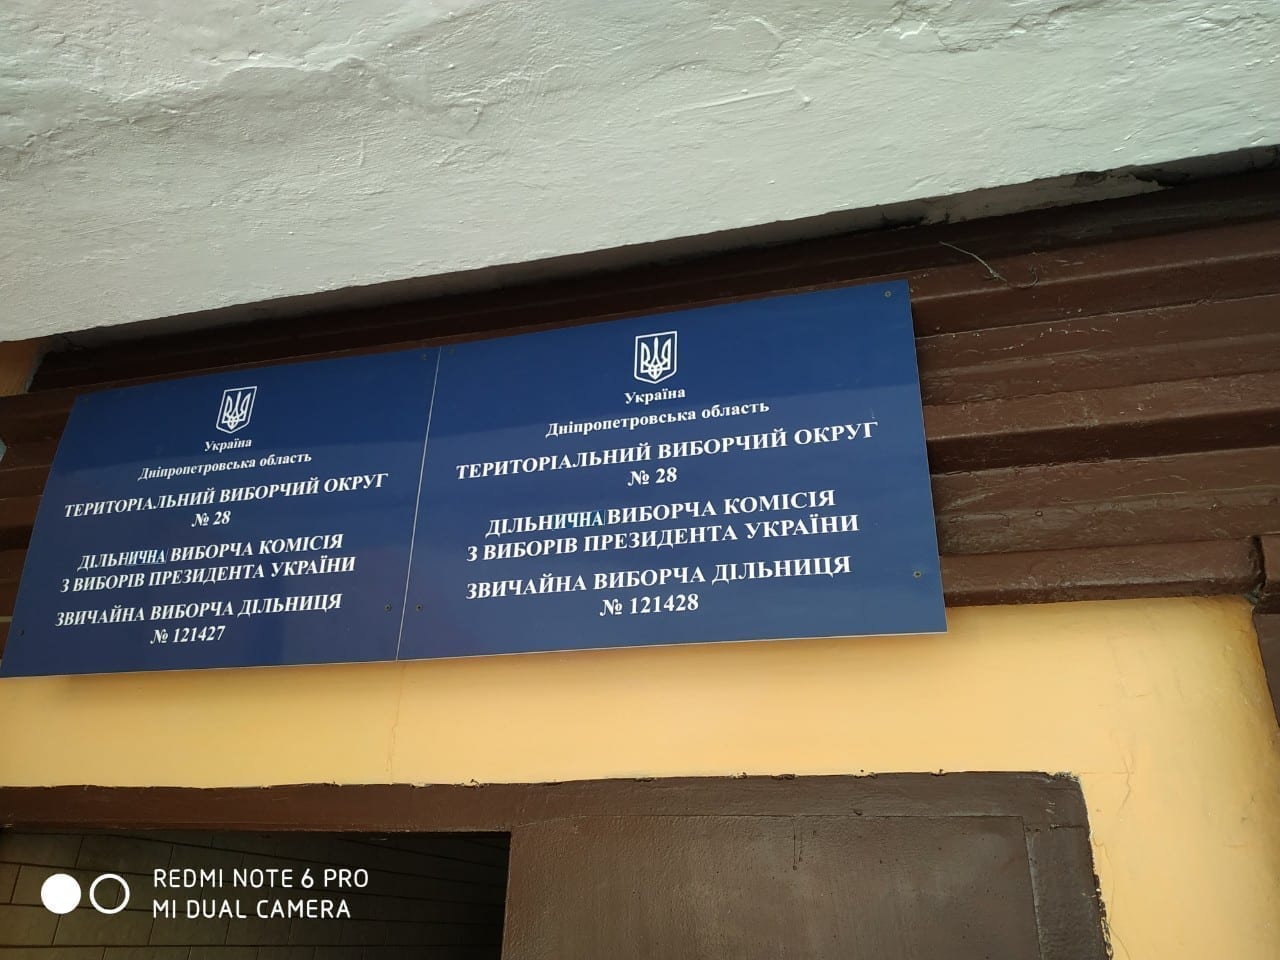 Україна
Дніпропетровська область
ТЕРИТОРІАЛЬНИЙ ВИБОРЧИЙ ОКРУГ
№ 28
ДІЛЬНИЧНА ВИБОРЧА КОМІСІЯ
З ВИБОРІВ ПРЕЗИДЕНТА УКРАЇНИ
ЗВИЧАЙНА ВИБОРЧА ДІЛЬНИЦЯ
№ 121427
Україна
Дніпропетровська область
ТЕРИТОРІАЛЬНИЙ ВИБОРЧИЙ ОКРУГ
№ 28
ДІЛЬНИЧНА ВИБОРЧА КОМІСІЯ
З ВИБОРІВ ПРЕЗИДЕНТА УКРАЇНИ
ЗВИЧАЙНА ВИБОРЧА ДІЛЬНИЦЯ
№ 121428
REDMI NOTE 6 PRO
MI DUAL CAMERA